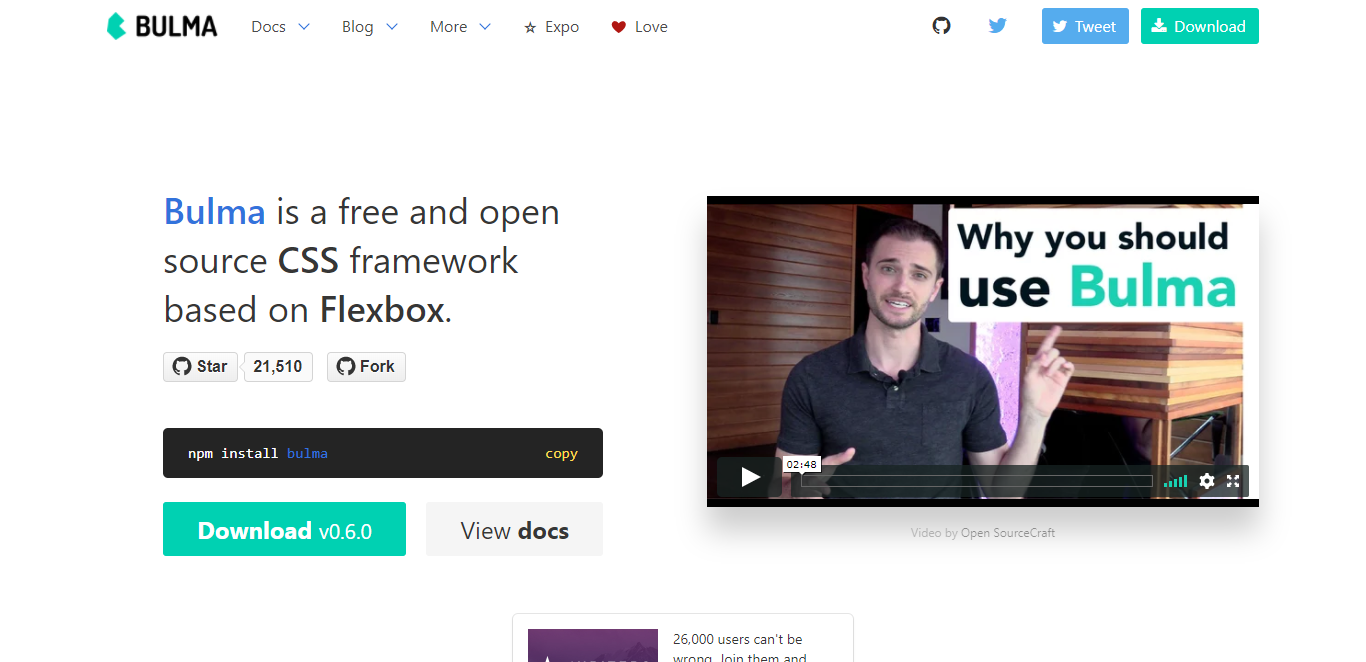 BULMA
Docs
Blog
More
Expo
Love
Tweet
Download
Bulma is a free and open
source CSS framework
based on Flexbox.
Star
21,510
Fork
npm install bulma
copy
Download v0.6.0
View docs
Why you should
use Bulma
02:48
Video by Open SourceCraft
26,000 users can't be
wrong. Join them and